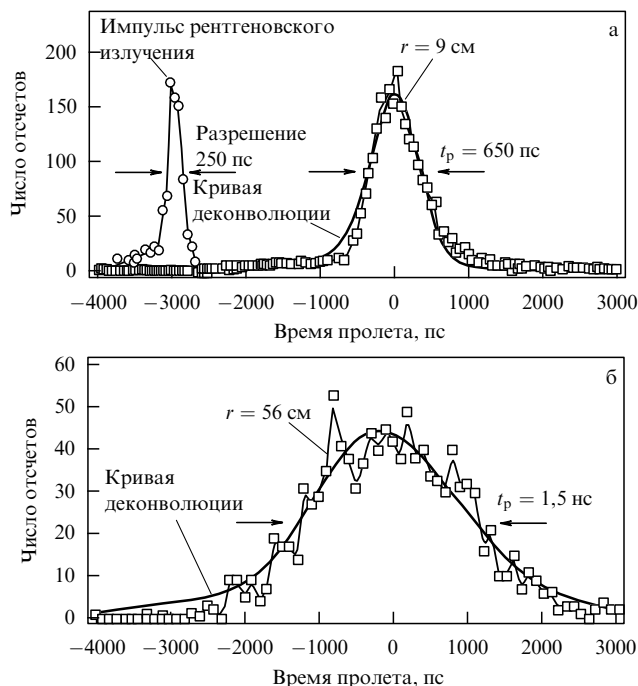 Импульс рентгеновского
излучения
а
r = 9 см
Разрешение
250 пс
t_p = 650 пс
Кривая
деконволюции
Число отсчетов
200
150
100
50
0
−4000 −3000 −2000 −1000 0 1000 2000 3000
Время пролета, пс
б
r = 56 см
Кривая
деконволюции
t_p = 1,5 нс
Число отсчетов
60
50
40
30
20
10
0
−4000 −3000 −2000 −1000 0 1000 2000 3000
Время пролета, пс